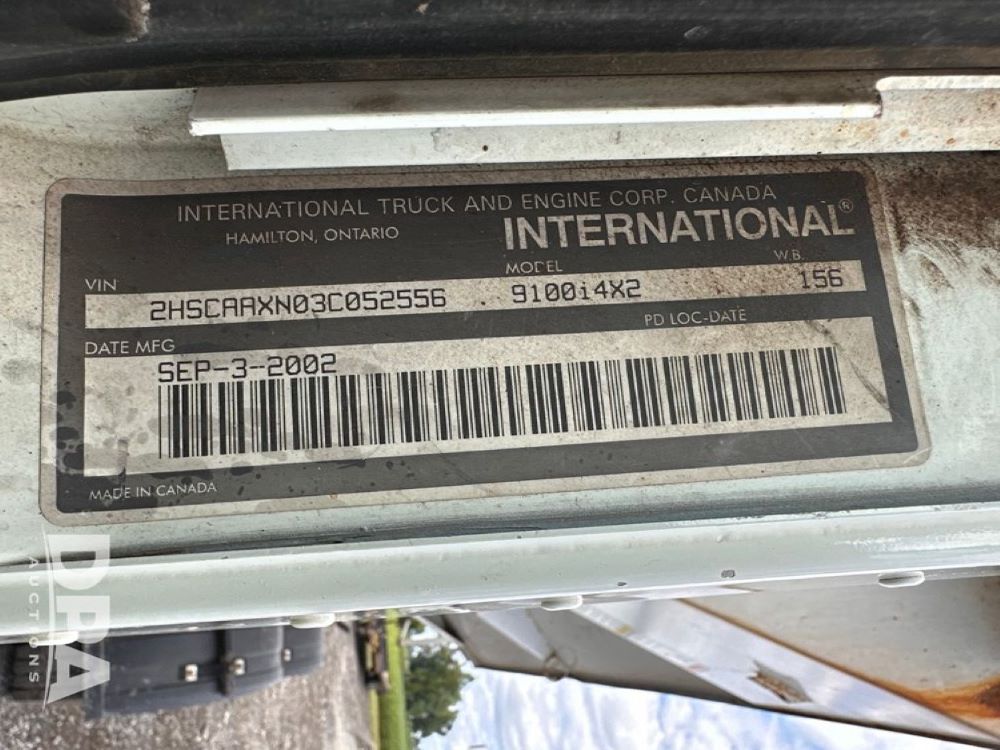 INTERNATIONAL TRUCK AND ENGINE CORP. CANADA
HAMILTON, ONTARIO
INTERNATIONAL®
VIN
MODEL
W.B.
2HSCAAXN03C052556
9100i4X2
156
DATE MFG
PD LOC-DATE
SEP-3-2002
MADE IN CANADA
DPA
AUCTIONS